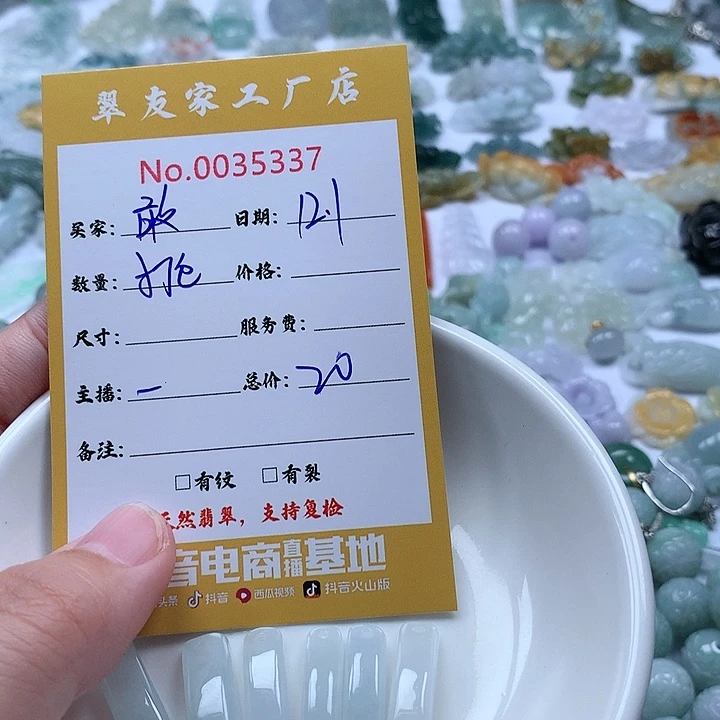 翠友家工厂店
No.0035337
买家: 敢 日期: 12.1
数量: 价格:
尺寸: 服务费:
主播: 一 总价: 20
备注:
□有纹 □有裂
天然翡翠，支持复检
音电商直播基地
头条 抖音 西瓜视频 抖音火山版